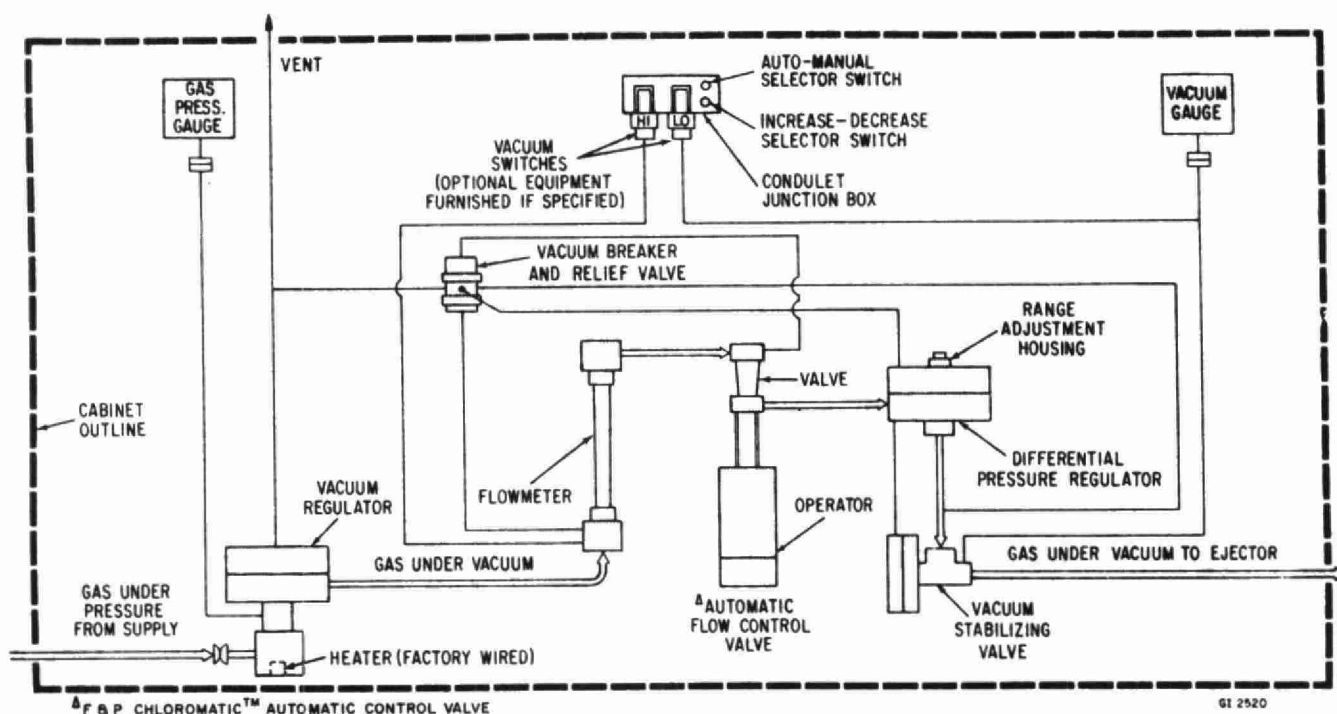 VENT
GAS
PRESS.
GAUGE
AUTO-MANUAL
SELECTOR SWITCH
HI
LO
INCREASE-DECREASE
SELECTOR SWITCH
VACUUM
GAUGE
VACUUM
SWITCHES
(OPTIONAL EQUIPMENT
FURNISHED IF SPECIFIED)
CONDULET
JUNCTION BOX
VACUUM BREAKER
AND RELIEF VALVE
RANGE
ADJUSTMENT
HOUSING
VALVE
CABINET
OUTLINE
DIFFERENTIAL
PRESSURE REGULATOR
FLOWMETER
VACUUM
REGULATOR
OPERATOR
GAS UNDER VACUUM
GAS UNDER VACUUM TO EJECTOR
GAS UNDER
PRESSURE
FROM SUPPLY
ΔAUTOMATIC
FLOW CONTROL
VALVE
VACUUM
STABILIZING
VALVE
HEATER (FACTORY WIRED)
ΔF & P CHLOROMATIC™ AUTOMATIC CONTROL VALVE
GI 2520